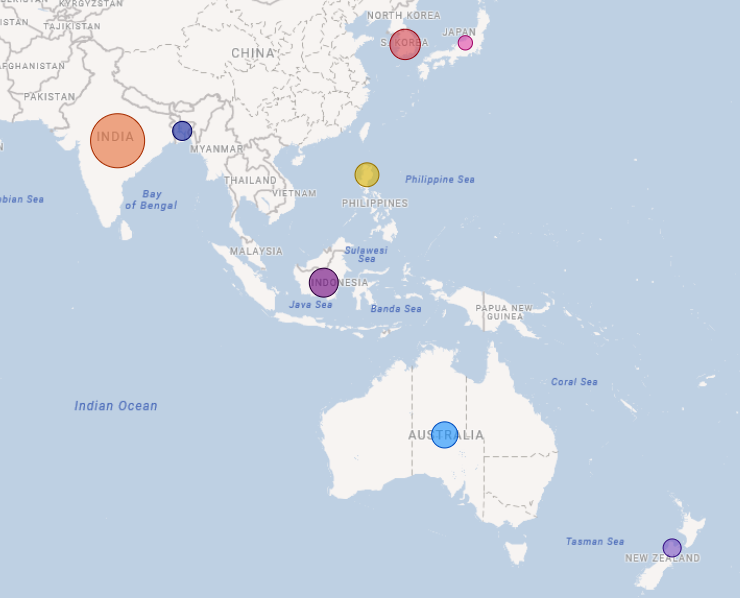 KYRGYZSTAN
TAJIKISTAN
NORTH KOREA
JAPAN
S. KOREA
CHINA
PAKISTAN
INDIA
MYANMAR
THAILAND
VIETNAM
Philippine Sea
Bay
of Bengal
PHILIPPINES
MALAYSIA
Sulawesi
Sea
INDONESIA
Java Sea
Banda Sea
PAPUA NEW
GUINEA
Coral Sea
Indian Ocean
AUSTRALIA
Tasman Sea
NEW ZEALAND